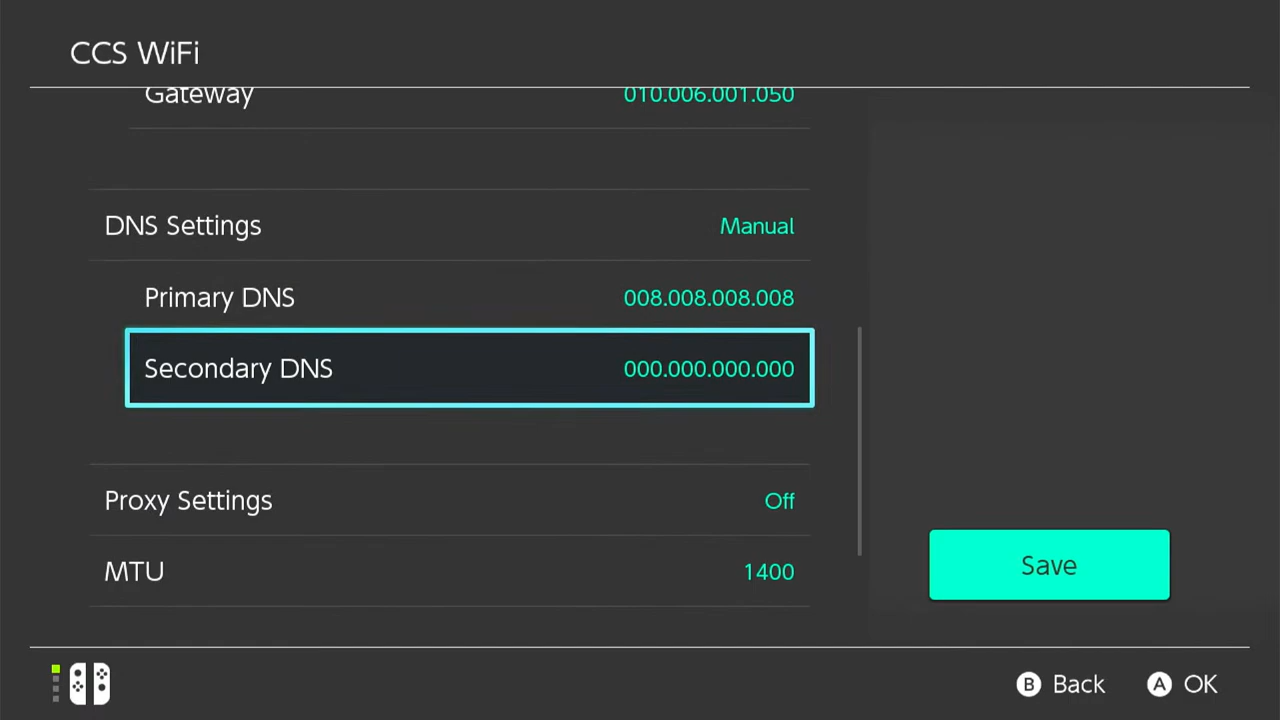 CCS WiFi
Gateway 010.006.001.050
DNS Settings Manual
Primary DNS 008.008.008.008
Secondary DNS 000.000.000.000
Proxy Settings Off
MTU 1400
Save
B Back A OK